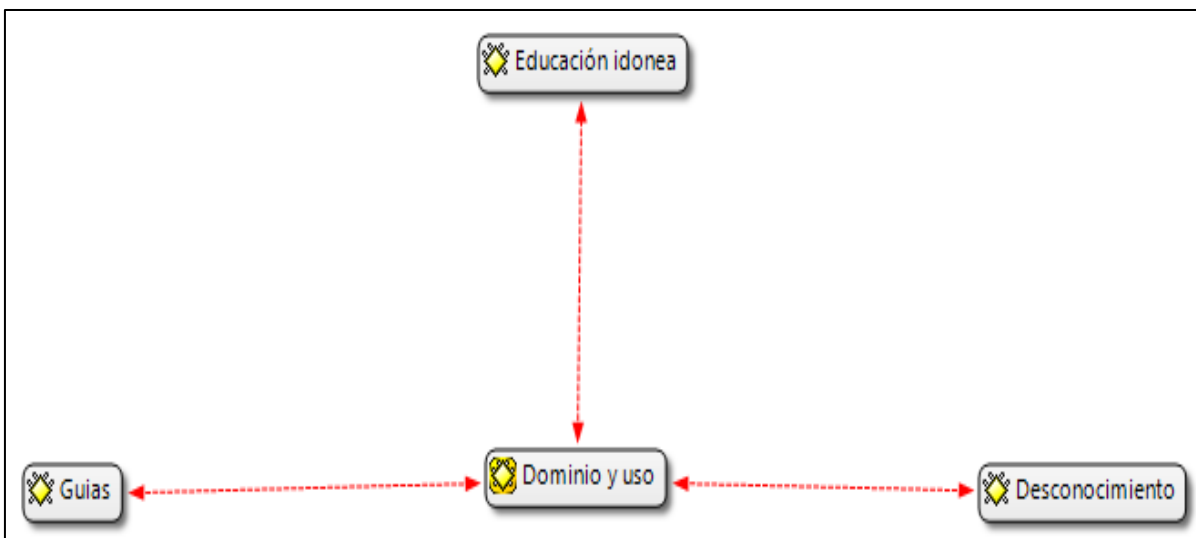 Educación idonea
Guias
Dominio y uso
Desconocimiento